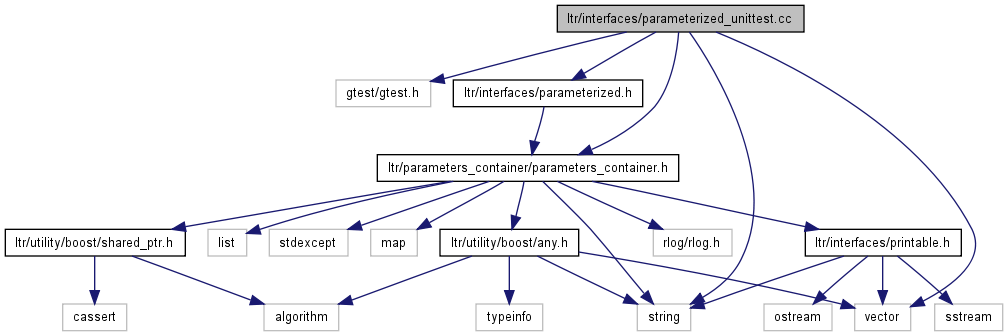 ltr/interfaces/parameterized_unittest.cc
gtest/gtest.h
ltr/interfaces/parameterized.h
ltr/parameters_container/parameters_container.h
ltr/utility/boost/shared_ptr.h
list
stdexcept
map
ltr/utility/boost/any.h
rlog/rlog.h
ltr/interfaces/printable.h
cassert
algorithm
typeinfo
string
ostream
vector
sstream